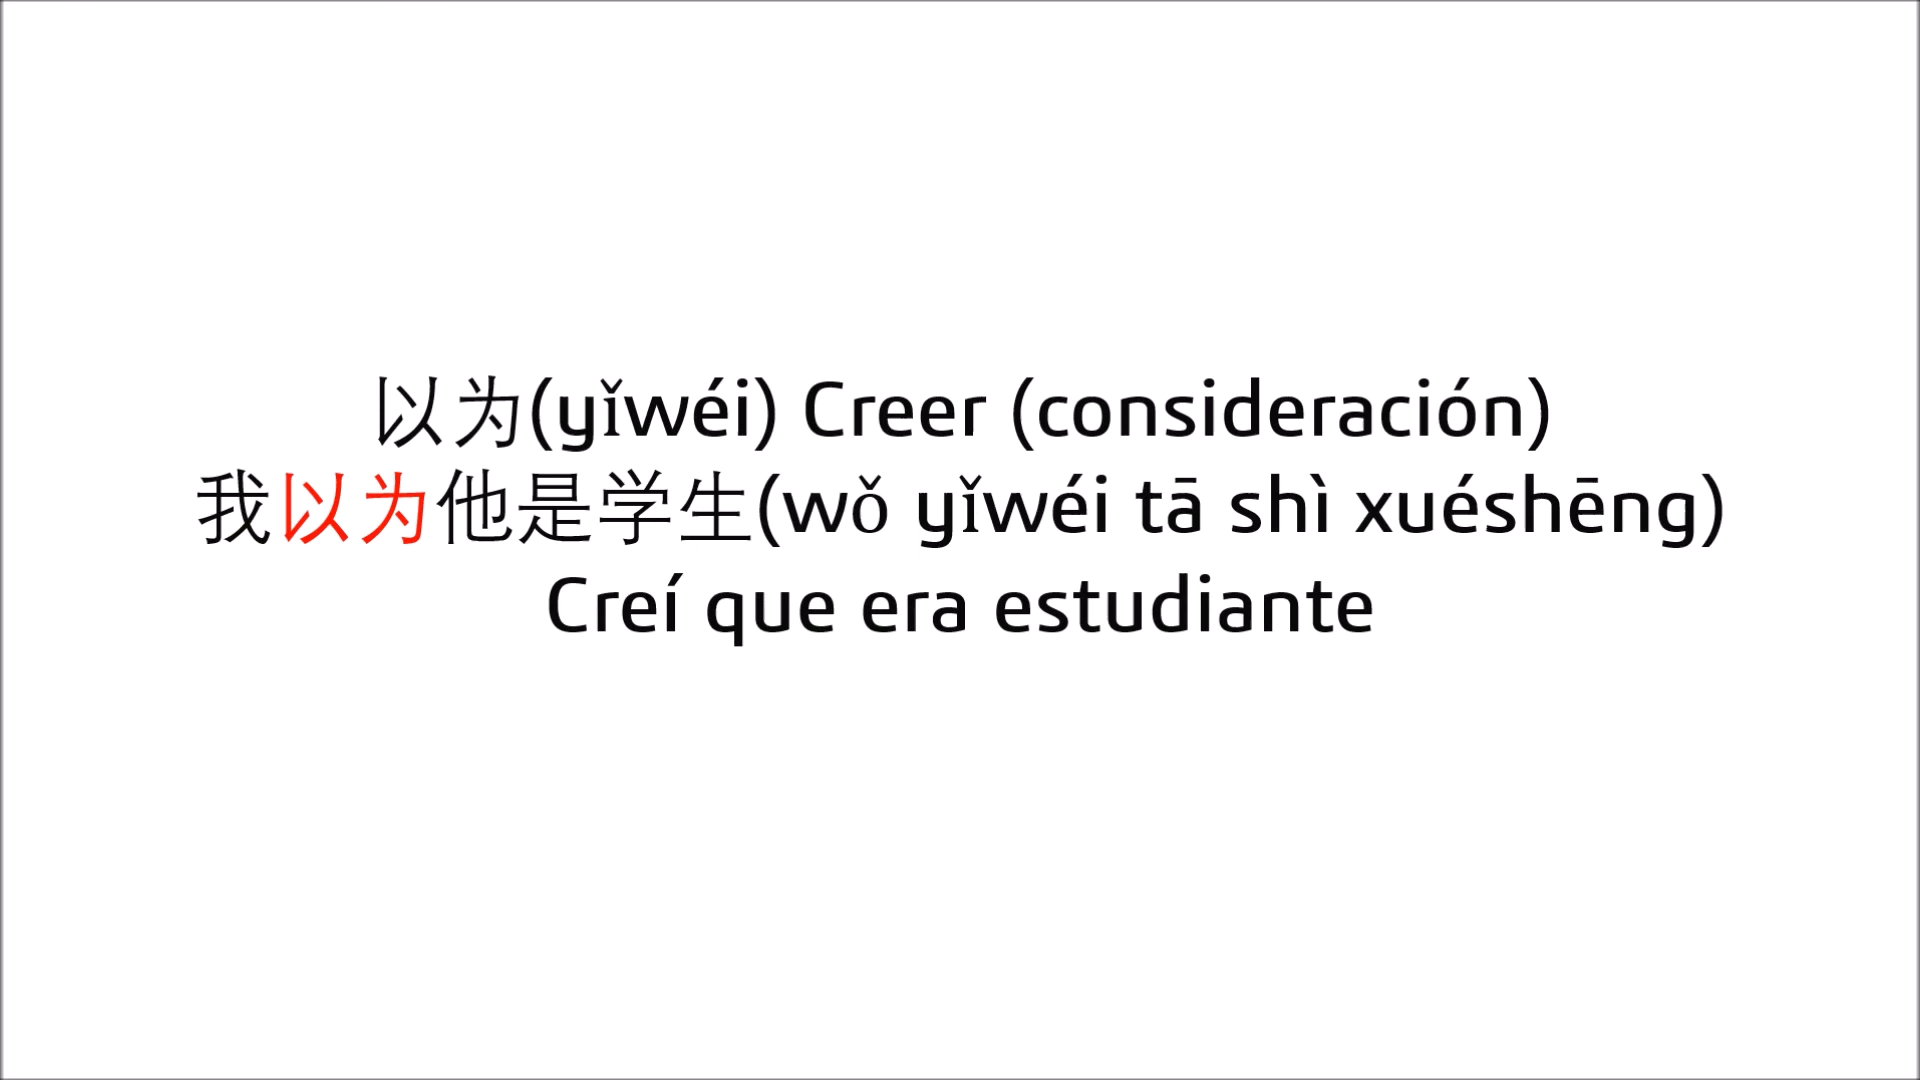 以为(yǐwéi) Creer (consideración)
我以为他是学生(wǒ yǐwéi tā shì xuéshēng)
Creí que era estudiante